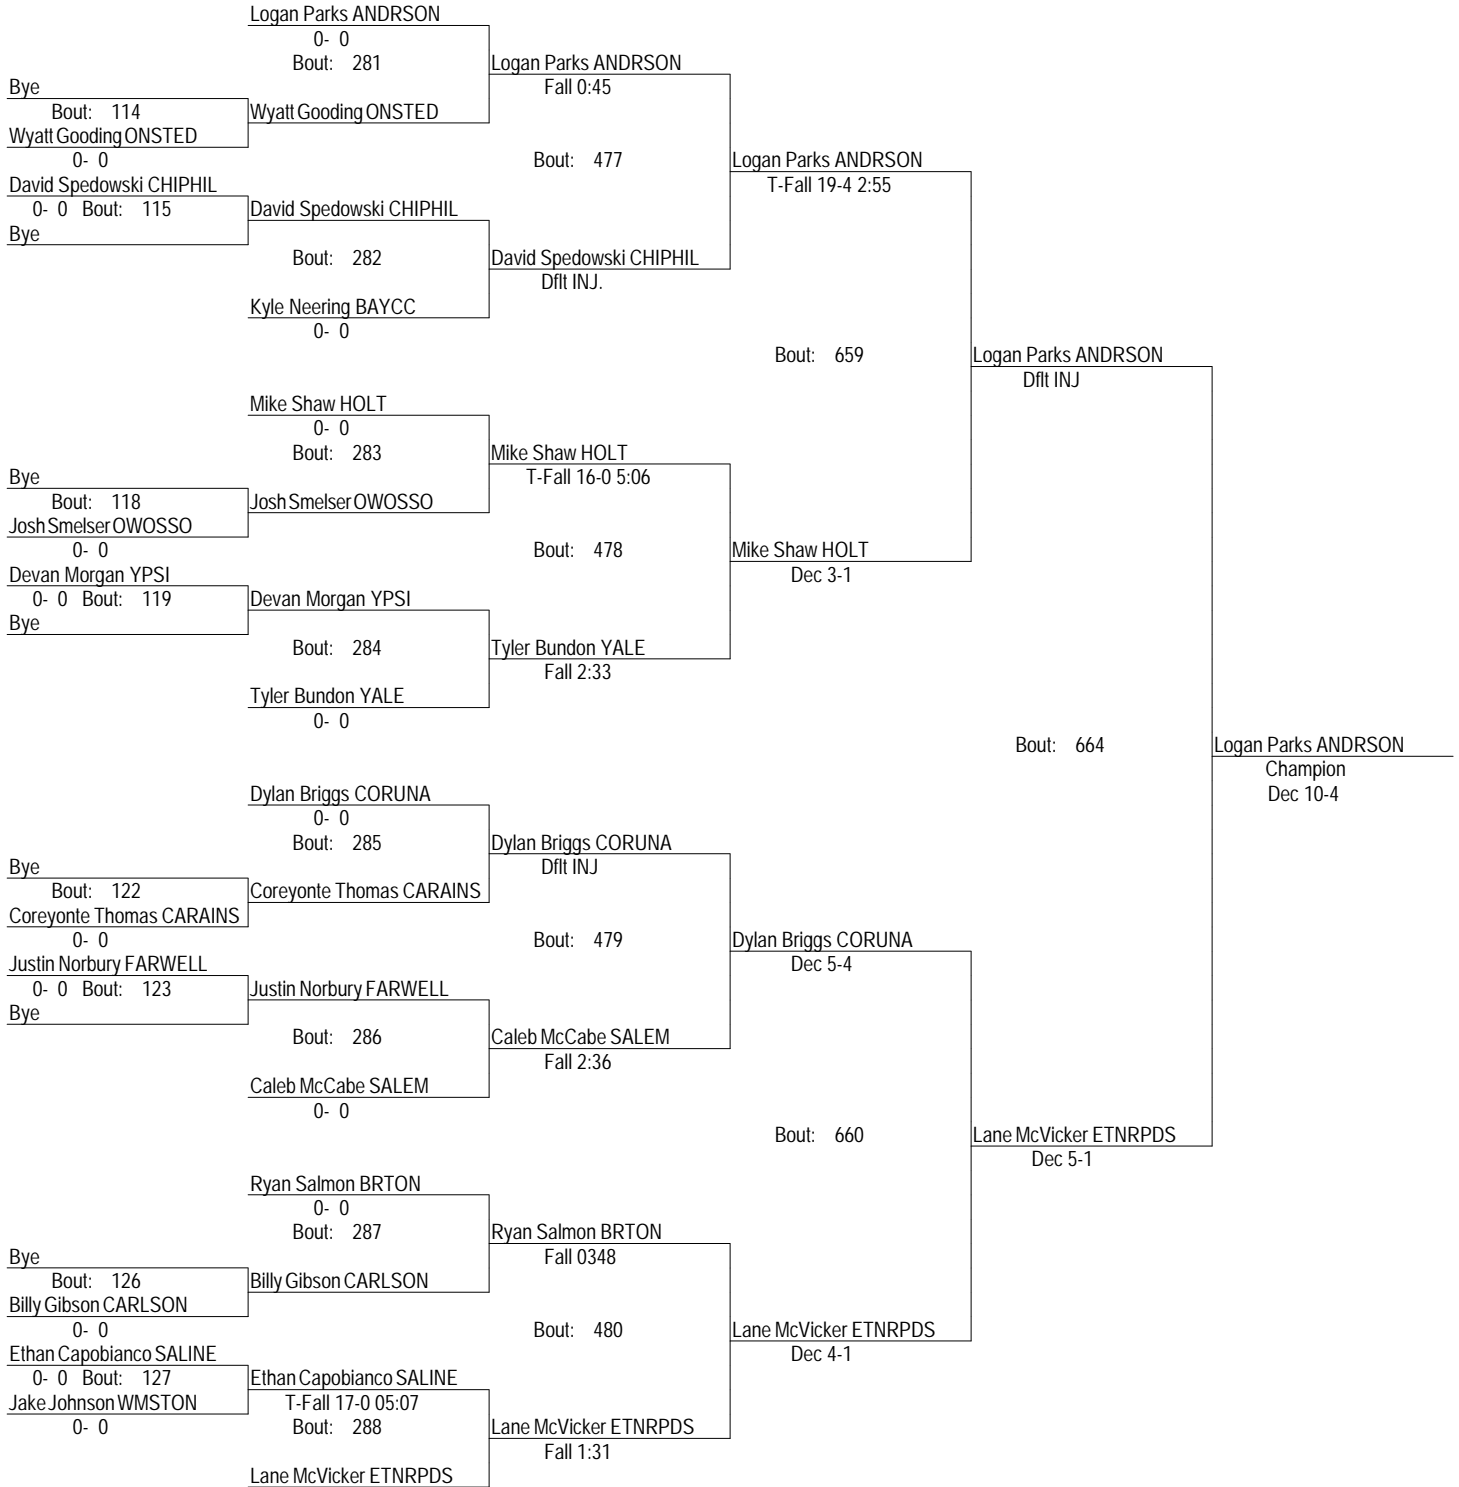 Logan Parks ANDRSON
0- 0
Bout: 281
Logan Parks ANDRSON
Fall 0:45
Bye
Bout: 114
Wyatt Gooding ONSTED
Wyatt Gooding ONSTED
0- 0
Bout: 477
Logan Parks ANDRSON
T-Fall 19-4 2:55
David Spedowski CHIPHIL
0- 0 Bout: 115
David Spedowski CHIPHIL
Bye
Bout: 282
David Spedowski CHIPHIL
Dflt INJ.
Kyle Neering BAYCC
0- 0
Bout: 659
Logan Parks ANDRSON
Dflt INJ
Mike Shaw HOLT
0- 0
Bout: 283
Mike Shaw HOLT
T-Fall 16-0 5:06
Bye
Bout: 118
Josh Smelser OWOSSO
Josh Smelser OWOSSO
0- 0
Bout: 478
Mike Shaw HOLT
Dec 3-1
Devan Morgan YPSI
0- 0 Bout: 119
Devan Morgan YPSI
Bye
Bout: 284
Tyler Bundon YALE
Fall 2:33
Tyler Bundon YALE
0- 0
Bout: 664
Logan Parks ANDRSON
Champion
Dec 10-4
Dylan Briggs CORUNA
0- 0
Bout: 285
Dylan Briggs CORUNA
Dflt INJ
Bye
Bout: 122
Coreyonte Thomas CARAINS
Coreyonte Thomas CARAINS
0- 0
Bout: 479
Dylan Briggs CORUNA
Dec 5-4
Justin Norbury FARWELL
0- 0 Bout: 123
Justin Norbury FARWELL
Bye
Bout: 286
Caleb McCabe SALEM
Fall 2:36
Caleb McCabe SALEM
0- 0
Bout: 660
Lane McVicker ETNRPDS
Dec 5-1
Ryan Salmon BRTON
0- 0
Bout: 287
Ryan Salmon BRTON
Fall 0348
Bye
Bout: 126
Billy Gibson CARLSON
Billy Gibson CARLSON
0- 0
Bout: 480
Lane McVicker ETNRPDS
Dec 4-1
Ethan Capobianco SALINE
0- 0 Bout: 127
Ethan Capobianco SALINE
T-Fall 17-0 05:07
Jake Johnson WMSTON
0- 0
Bout: 288
Lane McVicker ETNRPDS
Fall 1:31
Lane McVicker ETNRPDS